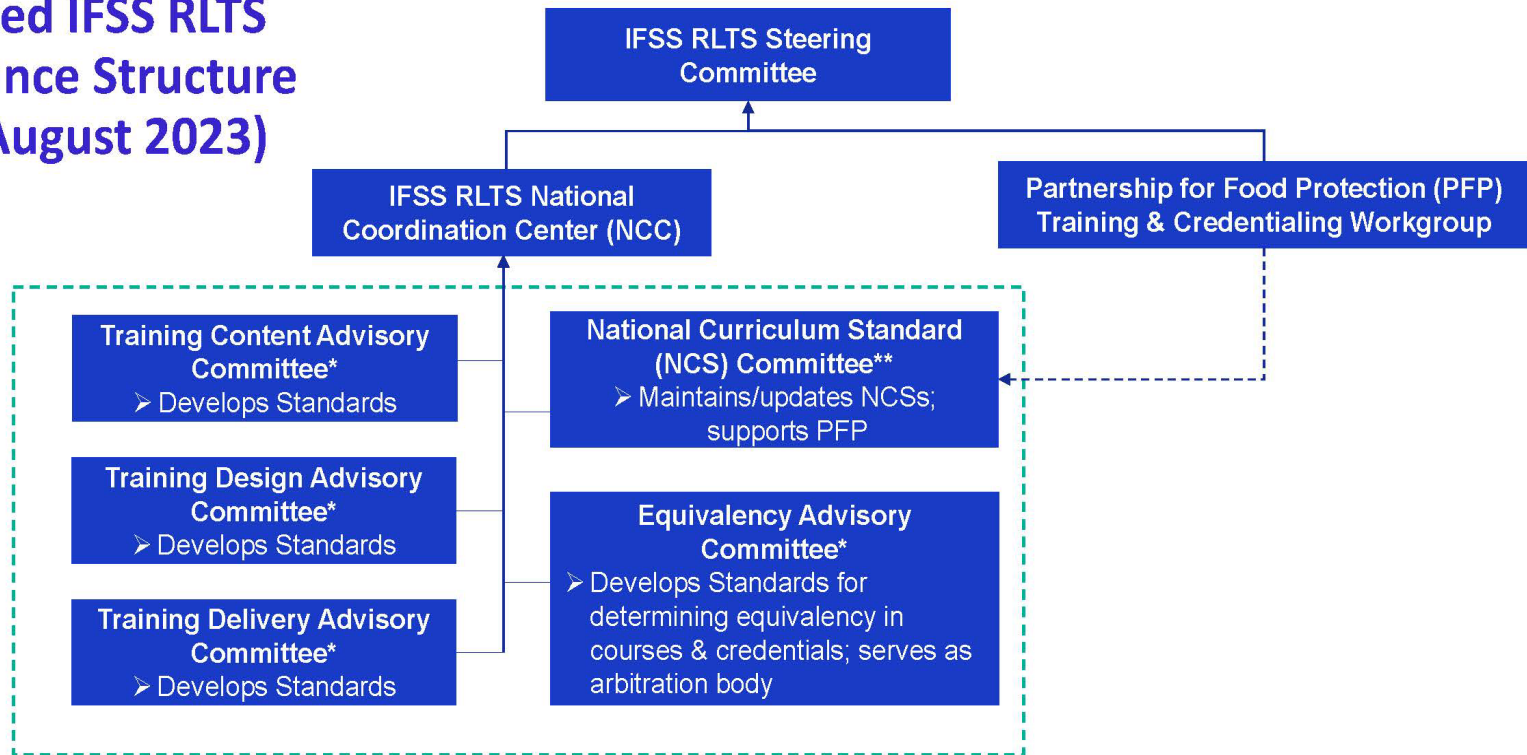 ed IFSS RLTS
nce Structure
August 2023)
IFSS RLTS Steering
Committee
IFSS RLTS National
Coordination Center (NCC)
Partnership for Food Protection (PFP)
Training & Credentialing Workgroup
Training Content Advisory
Committee*
➢ Develops Standards
National Curriculum Standard
(NCS) Committee**
➢ Maintains/updates NCSs;
supports PFP
Training Design Advisory
Committee*
➢ Develops Standards
Equivalency Advisory
Committee*
➢ Develops Standards for
determining equivalency in
courses & credentials; serves as
arbitration body
Training Delivery Advisory
Committee*
➢ Develops Standards